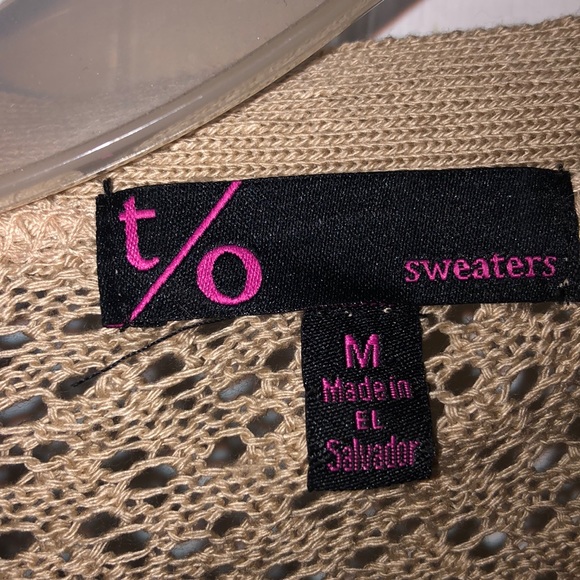 t/o sweaters
M
Made in
EL
Salvador